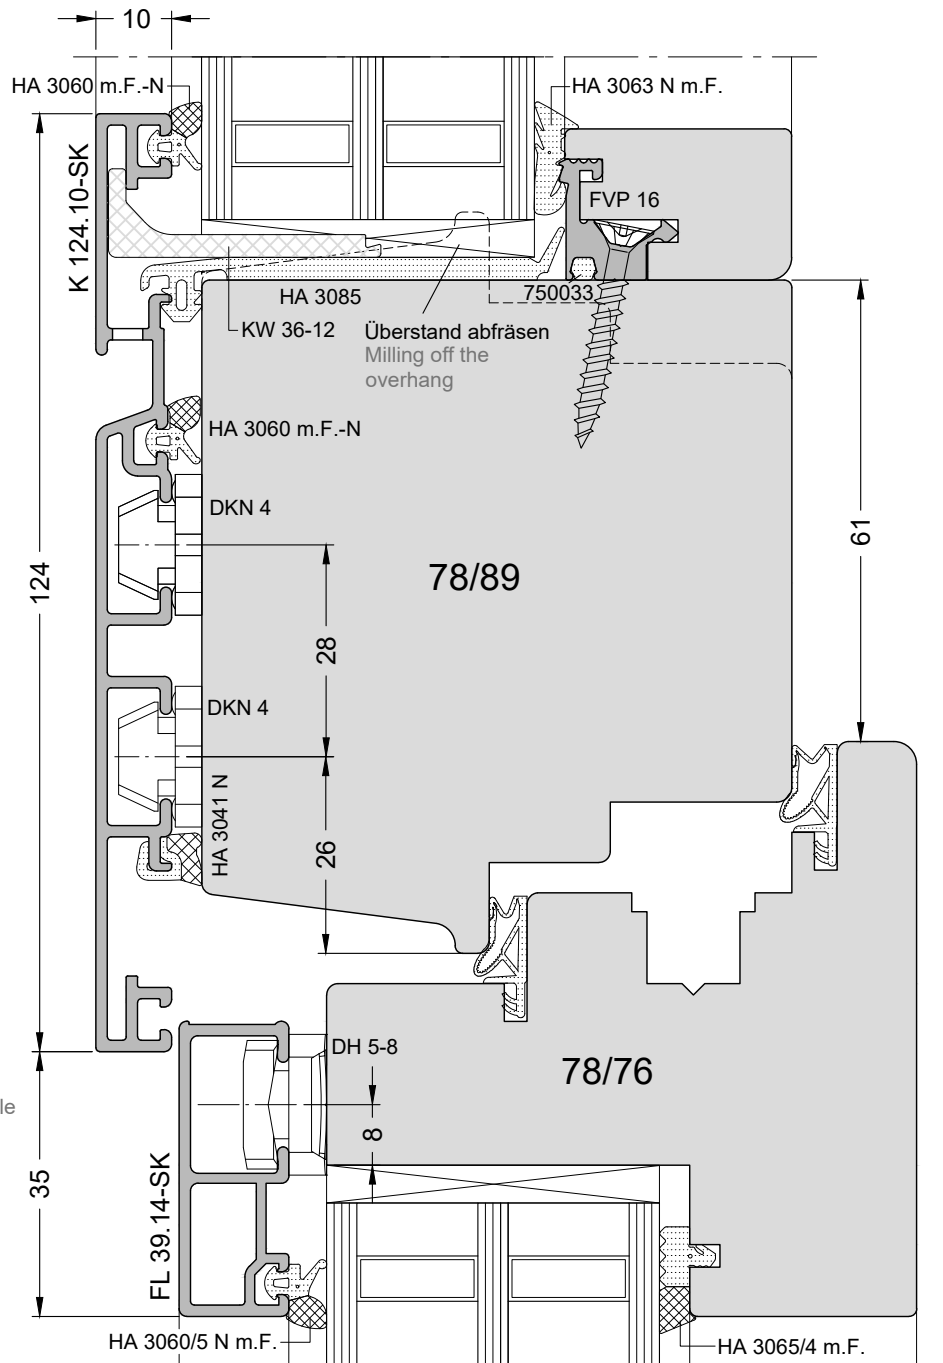 10
HA 3060 m.F.-N
HA 3063 N m.F.
K 124.10-SK
FVP 16
HA 3085
750033
KW 36-12
Überstand abfräsen
Milling off the
overhang
HA 3060 m.F.-N
DKN 4
61
124
78/89
28
DKN 4
HA 3041 N
26
DH 5-8
78/76
le
8
35
FL 39.14-SK
HA 3060/5 N m.F.
HA 3065/4 m.F.